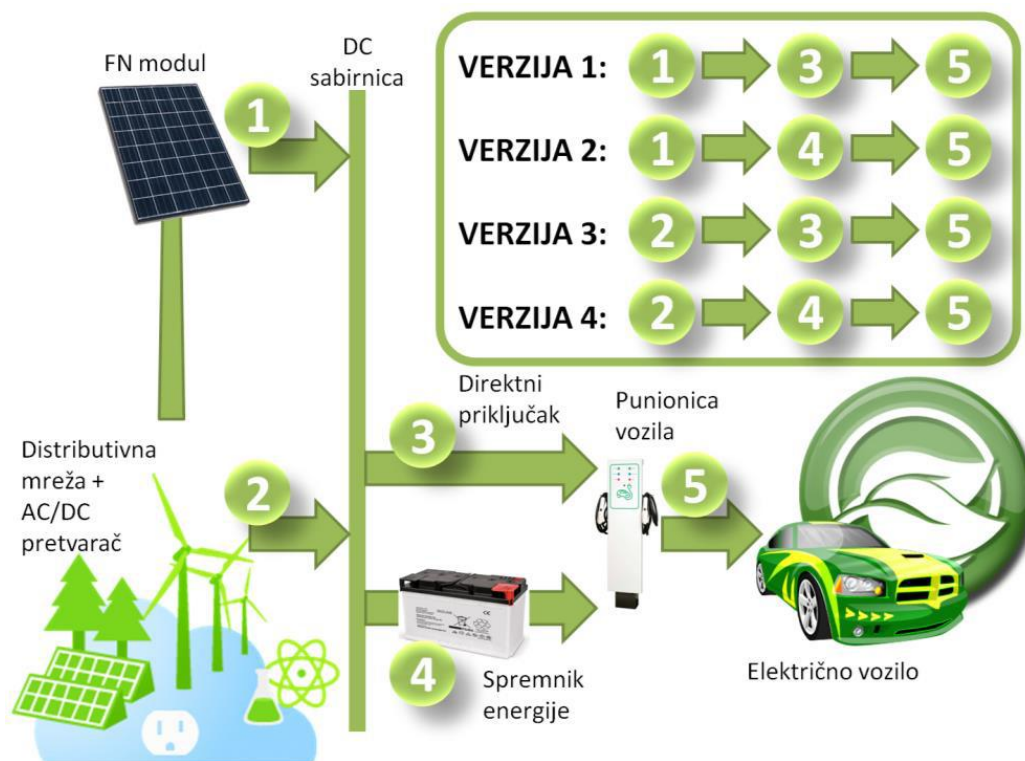 FN modul
DC
sabirnica
1
VERZIJA 1: 1 3 5
VERZIJA 2: 1 4 5
VERZIJA 3: 2 3 5
VERZIJA 4: 2 4 5
Distributivna
mreža +
AC/DC
pretvarač
2
Direktni
priključak
3
Punionica
vozila
5
4
Spremnik
energije
Električno vozilo